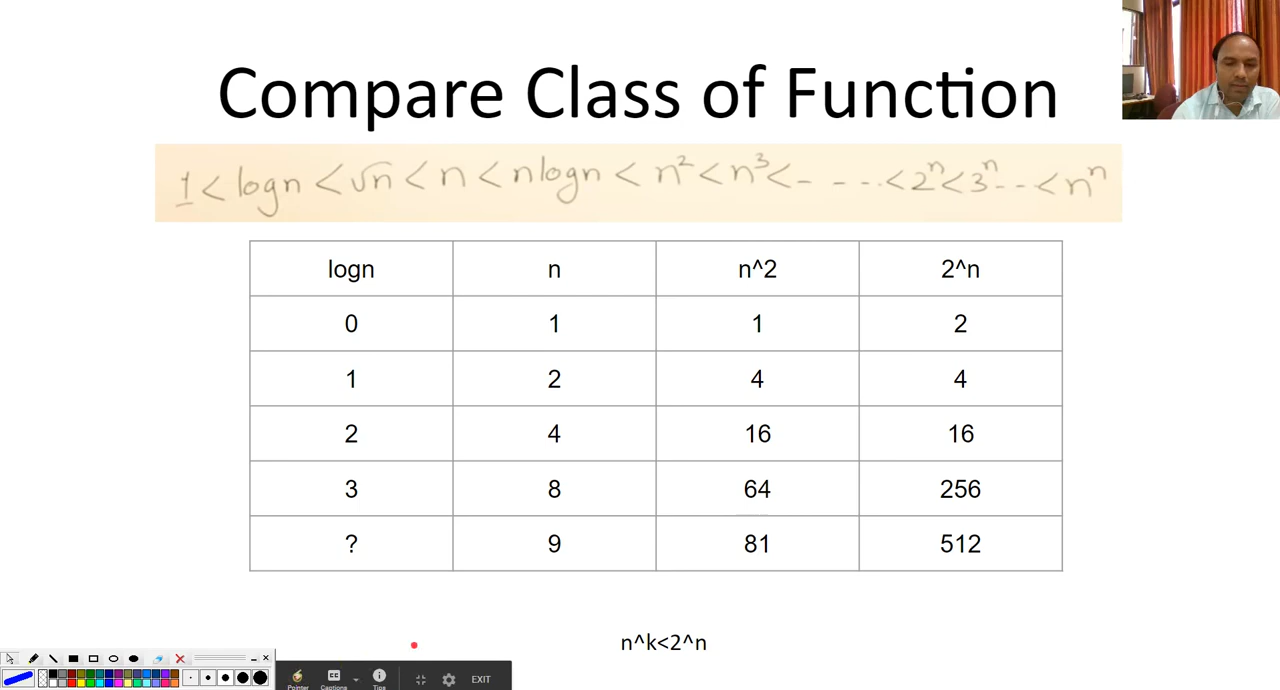 Compare Class of Function
1 < logn < √n < n < nlogn < n² < n³ < - - - - < 2ⁿ < 3ⁿ - - < nⁿ
logn n n^2 2^n
0 1 1 2
1 2 4 4
2 4 16 16
3 8 64 256
? 9 81 512
n^k<2^n
Pointer Captions Tips EXIT